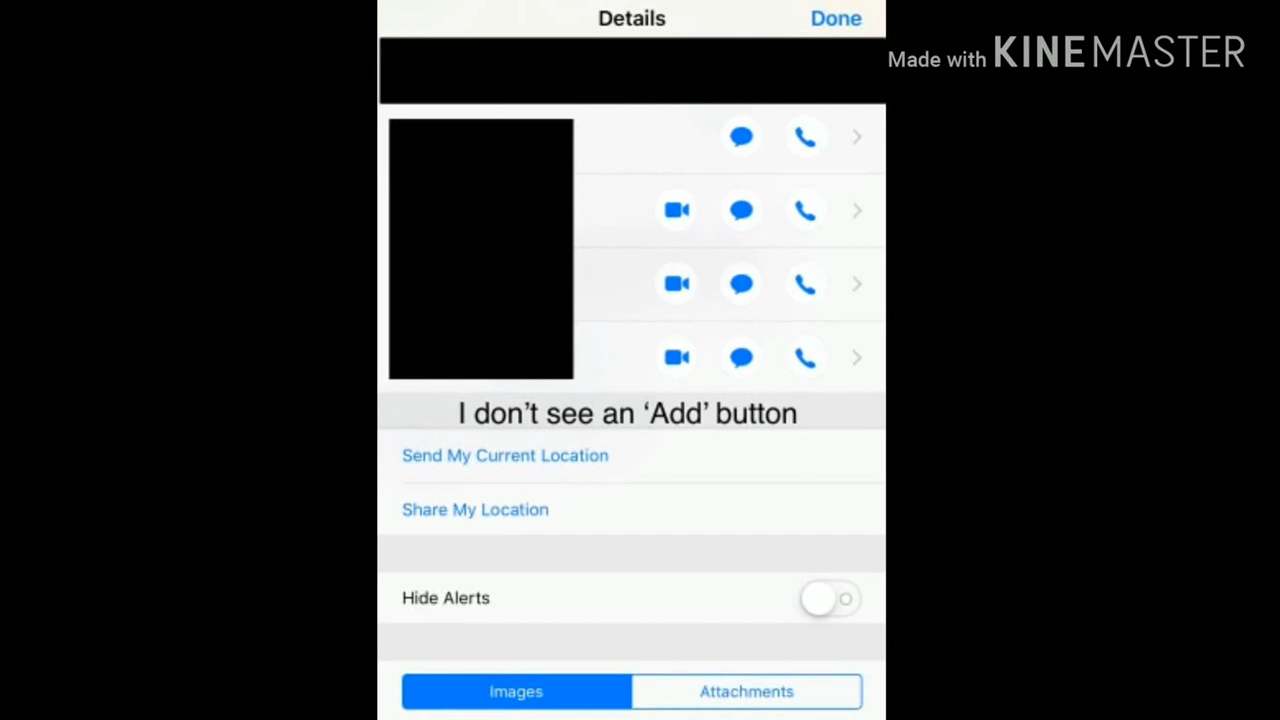 Details
Done
Made with KINEMASTER
I don't see an ‘Add’ button
Send My Current Location
Share My Location
Hide Alerts
Images
Attachments